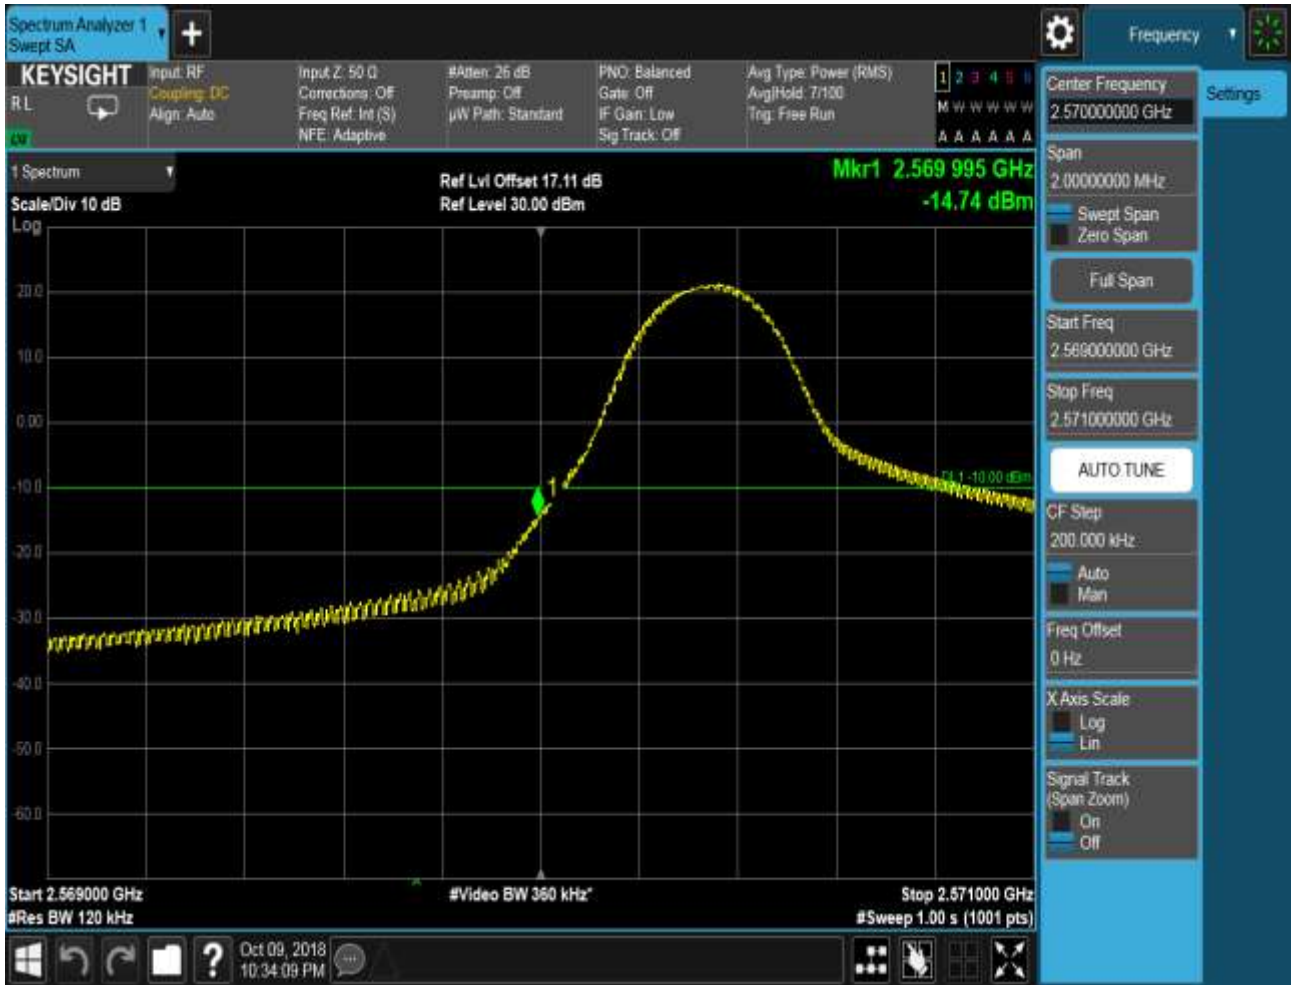 Spectrum Analyzer 1
Swept SA
Frequency
KEYSIGHT
R L
Input: RF
Coupling: DC
Align: Auto
Input Z: 50 Ω
Corrections: Off
Freq Ref: Int (S)
NFE: Adaptive
#Atten: 26 dB
Preamp: Off
µW Path: Standard
PNO: Balanced
Gate: Off
IF Gain: Low
Sig Track: Off
Avg Type: Power (RMS)
Avg|Hold: 7/100
Trig: Free Run
1 2 3 4 5 6
M W W W W W
A A A A A A
1 Spectrum
Scale/Div 10 dB
Log
Ref Lvl Offset 17.11 dB
Ref Level 30.00 dBm
Mkr1 2.569 995 GHz
-14.74 dBm
20.0
10.0
0.00
-10.0
-20.0
-30.0
-40.0
-50.0
-60.0
1
DL1 -10.00 dBm
Start 2.569000 GHz
#Res BW 120 kHz
#Video BW 360 kHz*
Stop 2.571000 GHz
#Sweep 1.00 s (1001 pts)
Center Frequency
2.570000000 GHz
Settings
Span
2.00000000 MHz
Swept Span
Zero Span
Full Span
Start Freq
2.569000000 GHz
Stop Freq
2.571000000 GHz
AUTO TUNE
CF Step
200.000 kHz
Auto
Man
Freq Offset
0 Hz
X Axis Scale
Log
Lin
Signal Track
(Span Zoom)
On
Off
?
Oct 09, 2018
10:34:09 PM